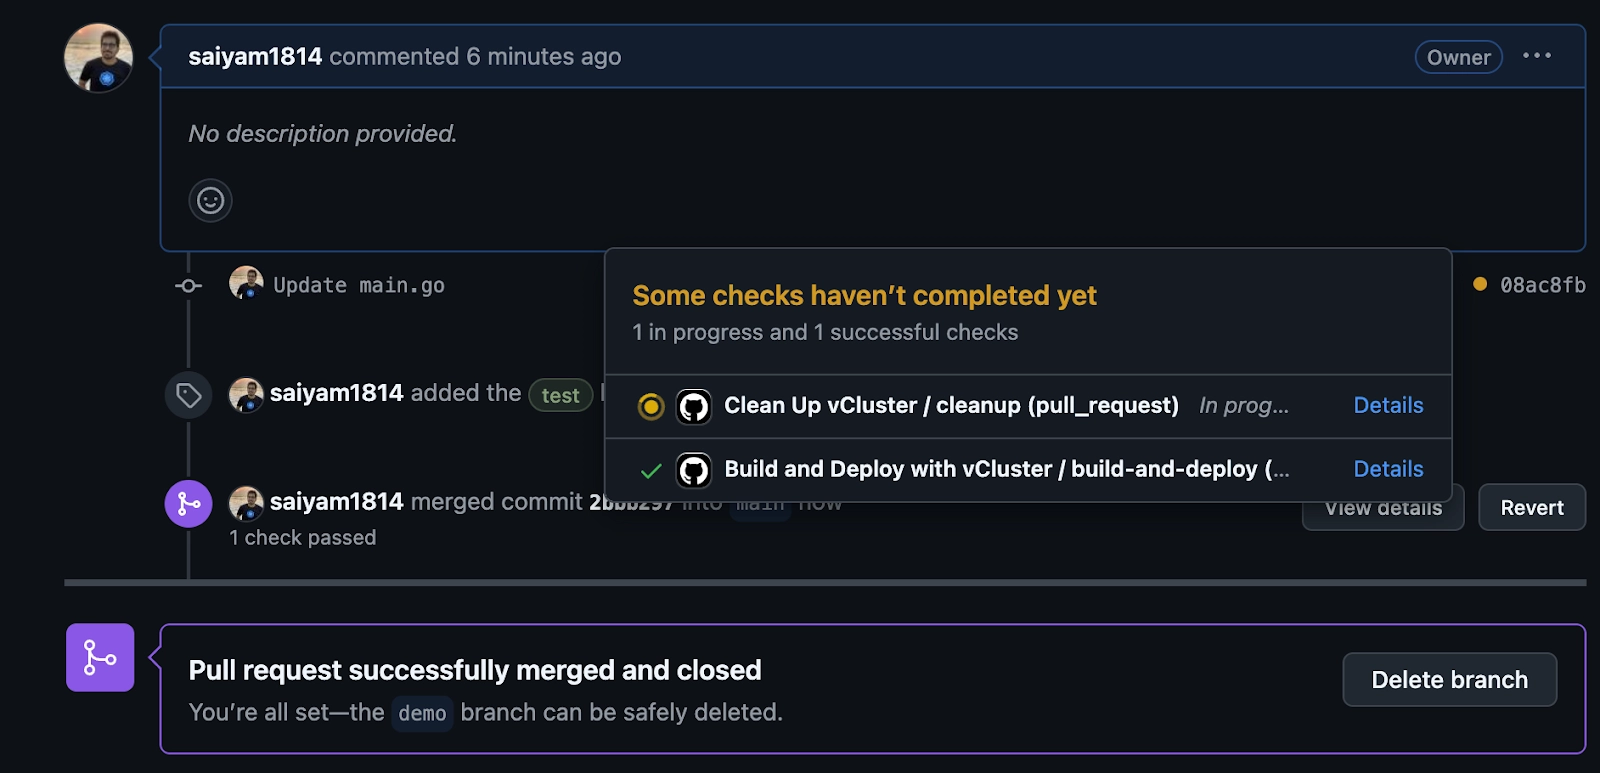 saiyam1814 commented 6 minutes ago
Owner
No description provided.
Update main.go
08ac8fb
Some checks haven't completed yet
1 in progress and 1 successful checks
saiyam1814 added the test
Clean Up vCluster / cleanup (pull_request) In prog...
Details
Build and Deploy with vCluster / build-and-deploy (...
Details
saiyam1814 merged commit 2bbb297 into main now
View details
Revert
1 check passed
Pull request successfully merged and closed
You're all set—the demo branch can be safely deleted.
Delete branch